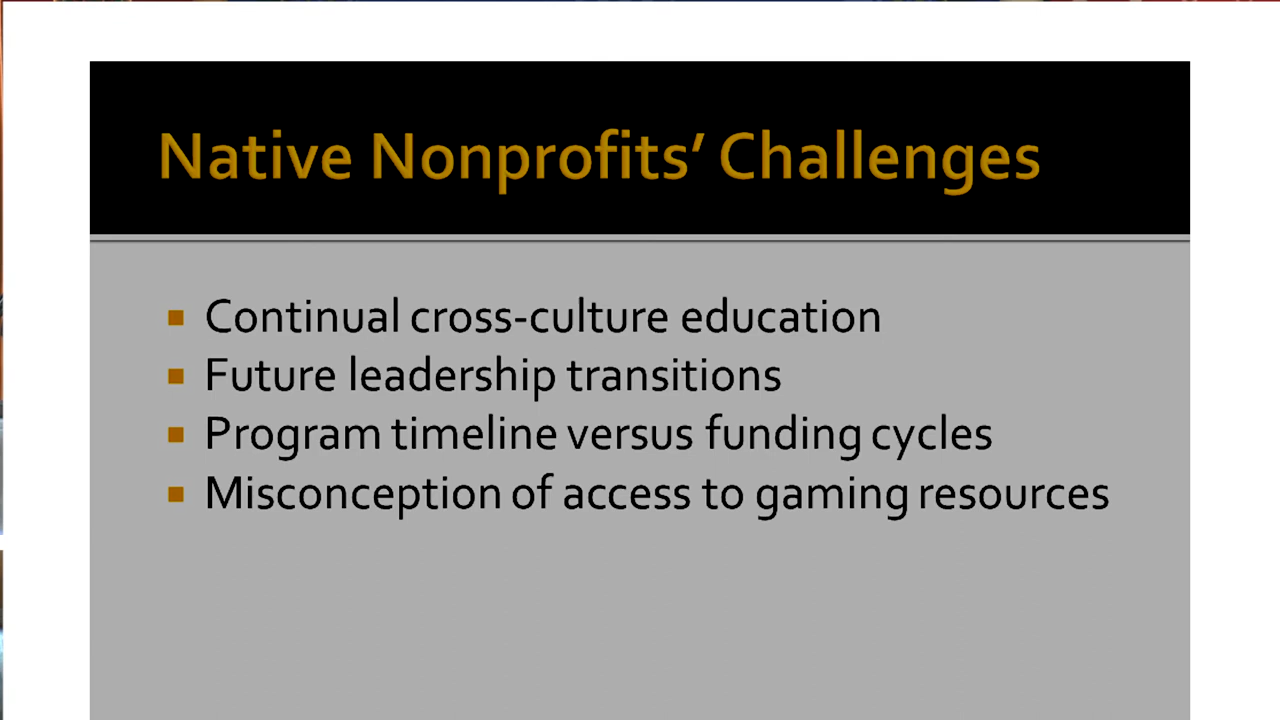 Native Nonprofits’ Challenges
Continual cross-culture education
Future leadership transitions
Program timeline versus funding cycles
Misconception of access to gaming resources